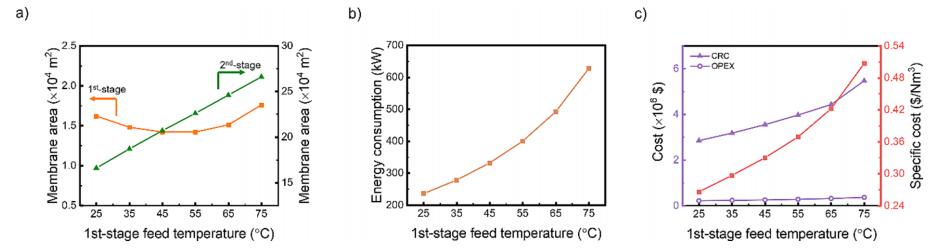 a)
2.5
2.0
1.5
1.0
0.5
Membrane area (×10⁴ m²)
1st-stage
2nd-stage
30
25
20
15
Membrane area (×10⁴ m²)
25 35 45 55 65 75
1st-stage feed temperature (°C)
b)
700
600
500
400
300
200
Energy consumption (kW)
25 35 45 55 65 75
1st-stage feed temperature (°C)
c)
6
4
2
0
Cost (×10⁶ $)
CRC
OPEX
0.54
0.48
0.42
0.36
0.30
0.24
Specific cost ($/Nm³)
25 35 45 55 65 75
1st-stage feed temperature (°C)